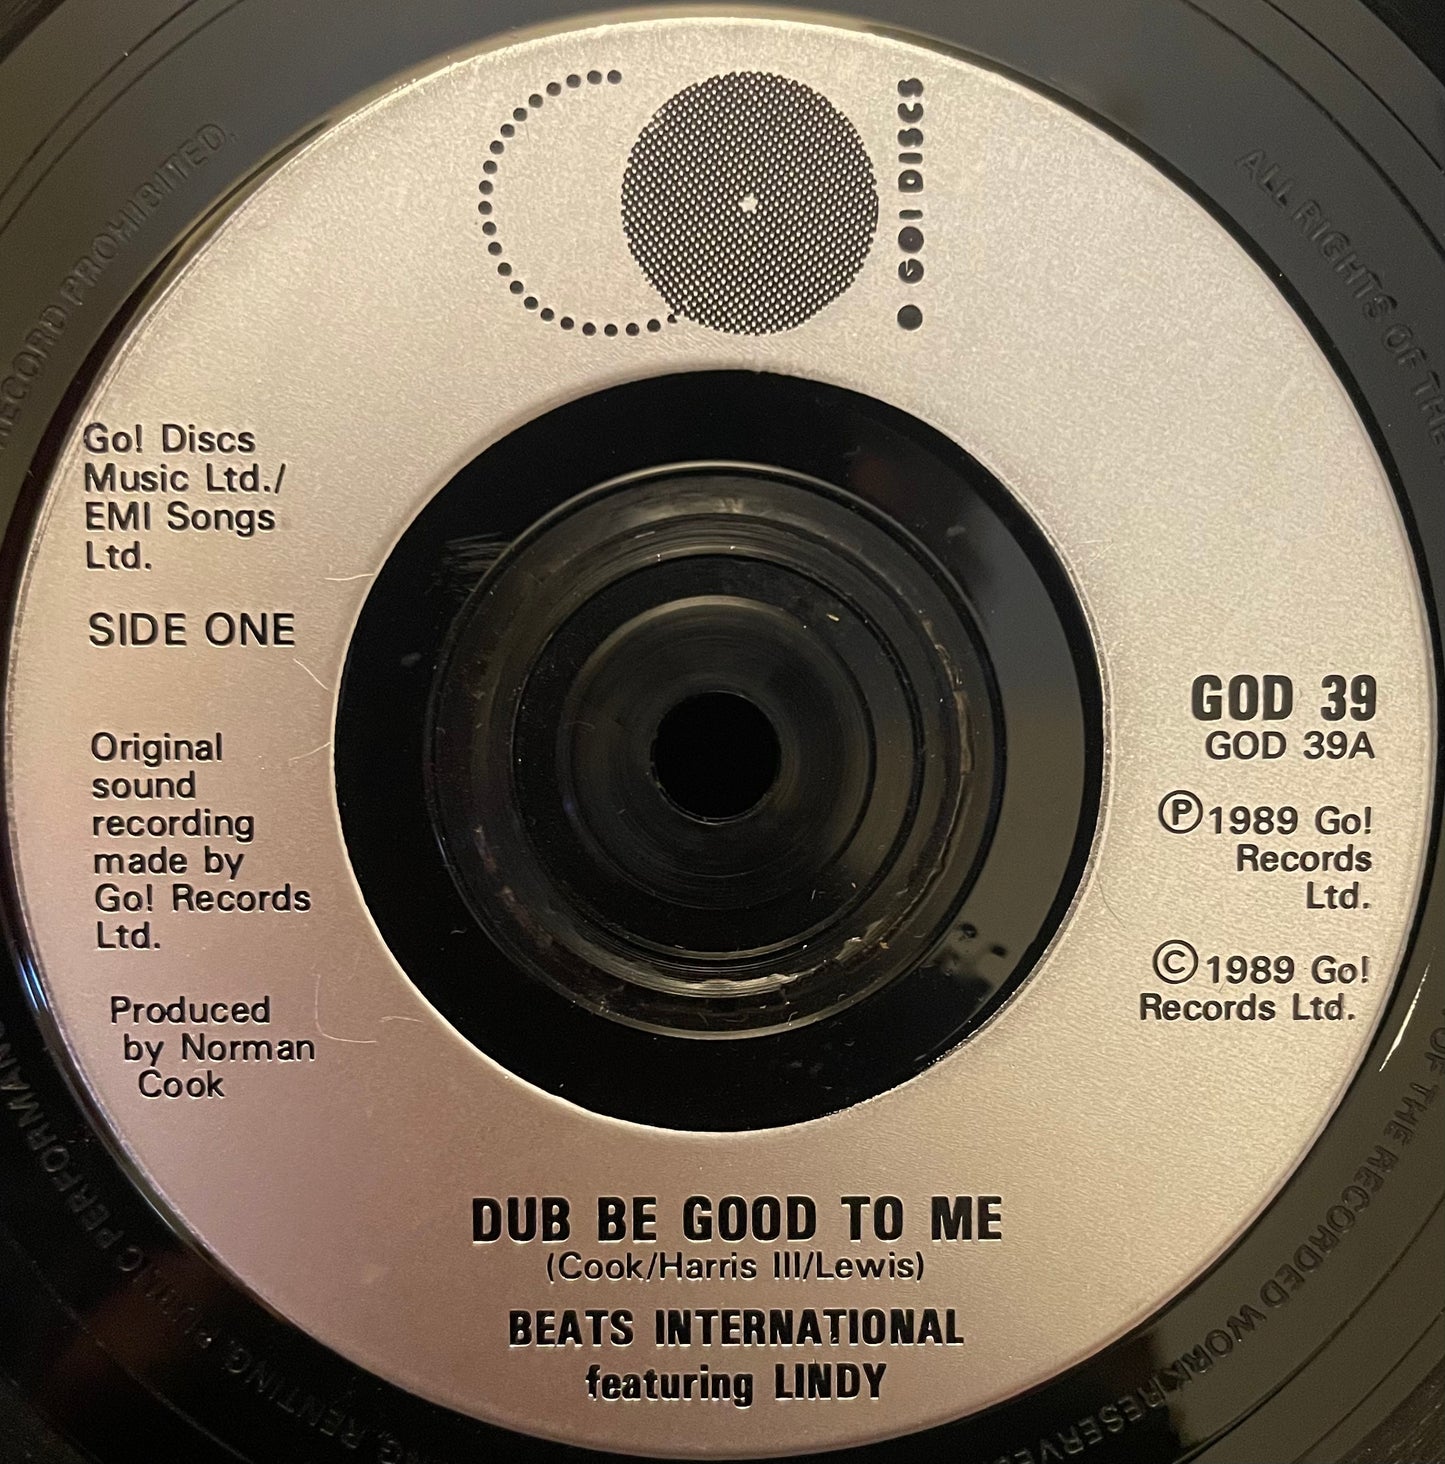 GO! DISCS
Go! Discs
Music Ltd./
EMI Songs
Ltd.
SIDE ONE
Original
sound
recording
made by
Go! Records
Ltd.
Produced
by Norman
Cook
GOD 39
GOD 39A
Ⓟ1989 Go!
Records
Ltd.
©1989 Go!
Records Ltd.
DUB BE GOOD TO ME
(Cook/Harris III/Lewis)
BEATS INTERNATIONAL
featuring LINDY
ALL RIGHTS OF THE
OF THE RECORDED WORK RESERVED
RENTING
RECORD PROHIBITED.